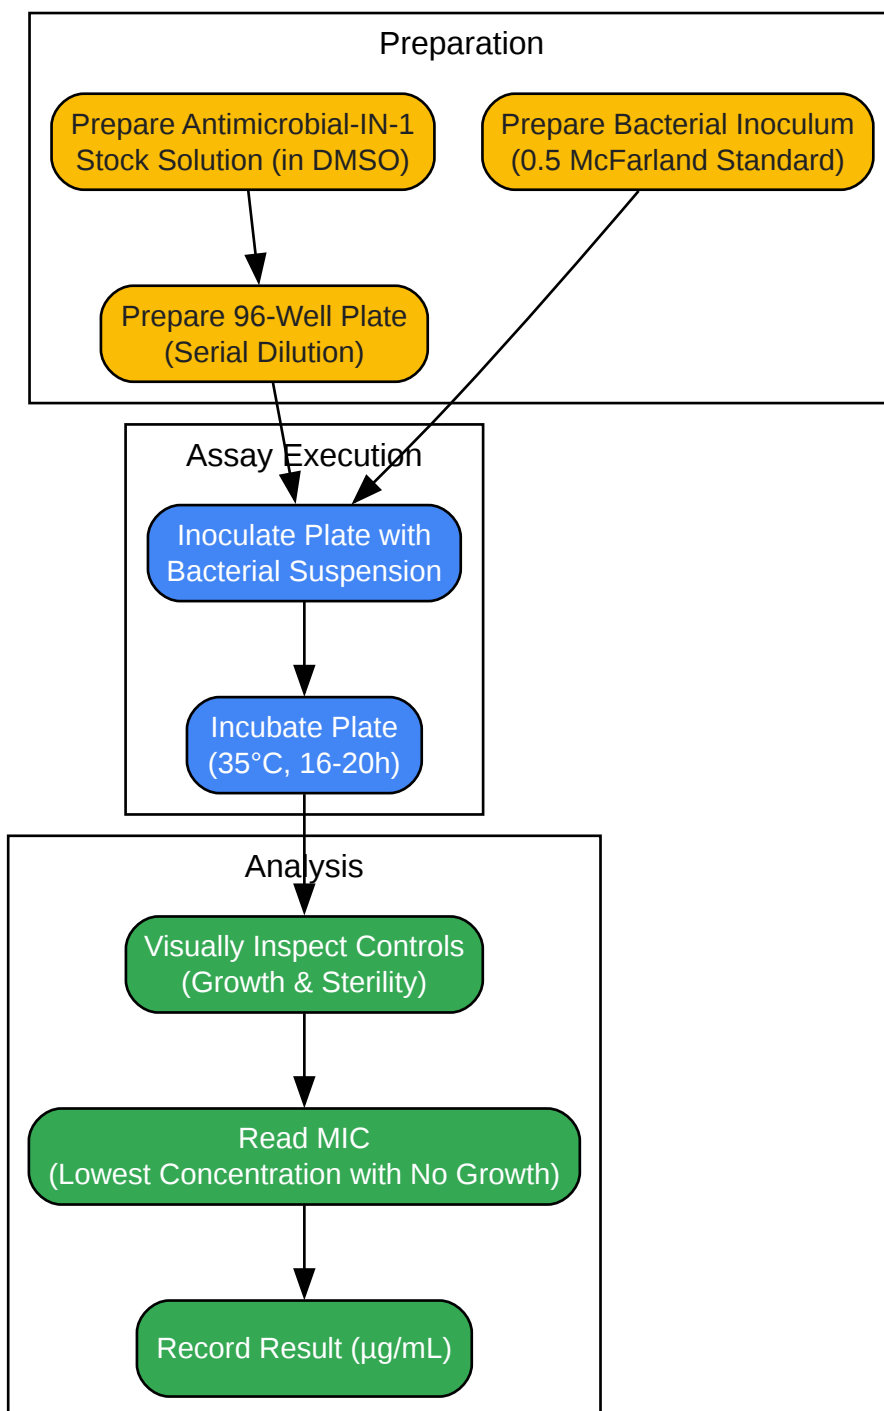 Preparation
Prepare Antimicrobial-IN-1
Stock Solution (in DMSO)
Prepare Bacterial Inoculum
(0.5 McFarland Standard)
Prepare 96-Well Plate
(Serial Dilution)
Assay Execution
Inoculate Plate with
Bacterial Suspension
Incubate Plate
(35°C, 16-20h)
Analysis
Visually Inspect Controls
(Growth & Sterility)
Read MIC
(Lowest Concentration with No Growth)
Record Result (µg/mL)